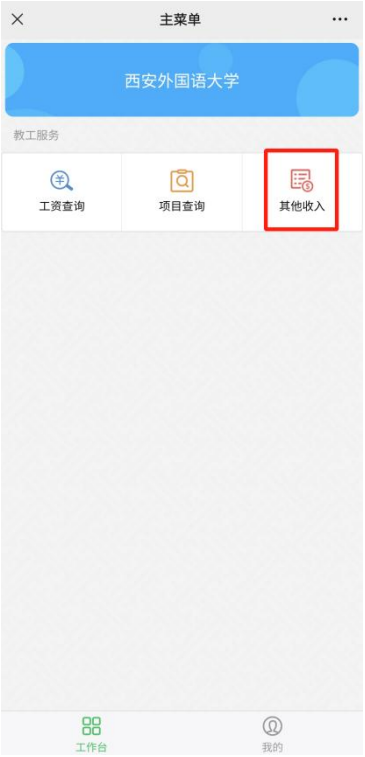 主菜单
西安外国语大学
教工服务
工资查询
项目查询
其他收入
工作台
我的